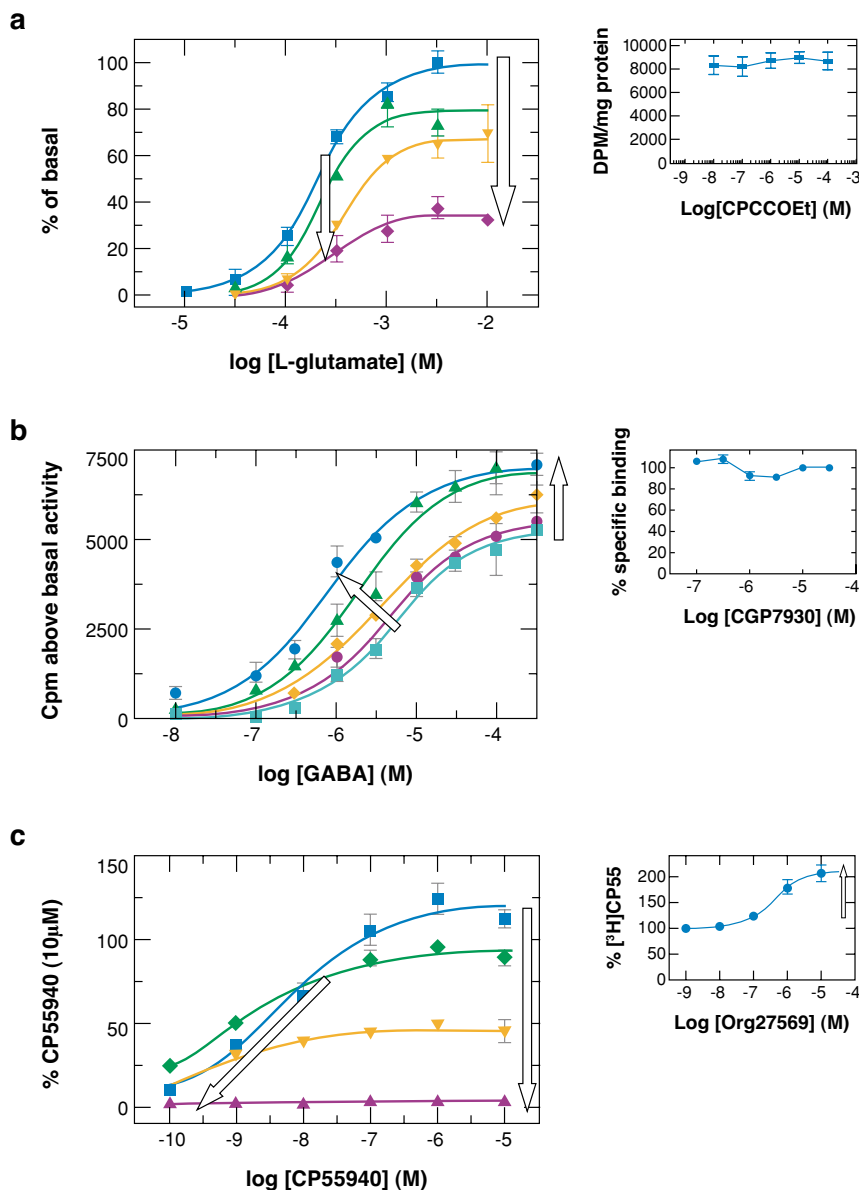 a
100
80
60
40
20
0
% of basal
-5 -4 -3 -2
log [L-glutamate] (M)
10000
8000
6000
4000
2000
0
DPM/mg protein
-9 -8 -7 -6 -5 -4 -3 -2
Log[CPCCOEt] (M)
b
7500
5000
2500
0
Cpm above basal activity
-8 -7 -6 -5 -4
log [GABA] (M)
100
80
60
40
20
0
% specific binding
-7 -6 -5 -4
Log [CGP7930] (M)
c
150
125
100
75
50
25
0
% CP55940 (10µM)
-10 -9 -8 -7 -6 -5
log [CP55940] (M)
200
150
100
50
0
% [³H]CP55
-9 -8 -7 -6 -5 -4
Log [Org27569] (M)